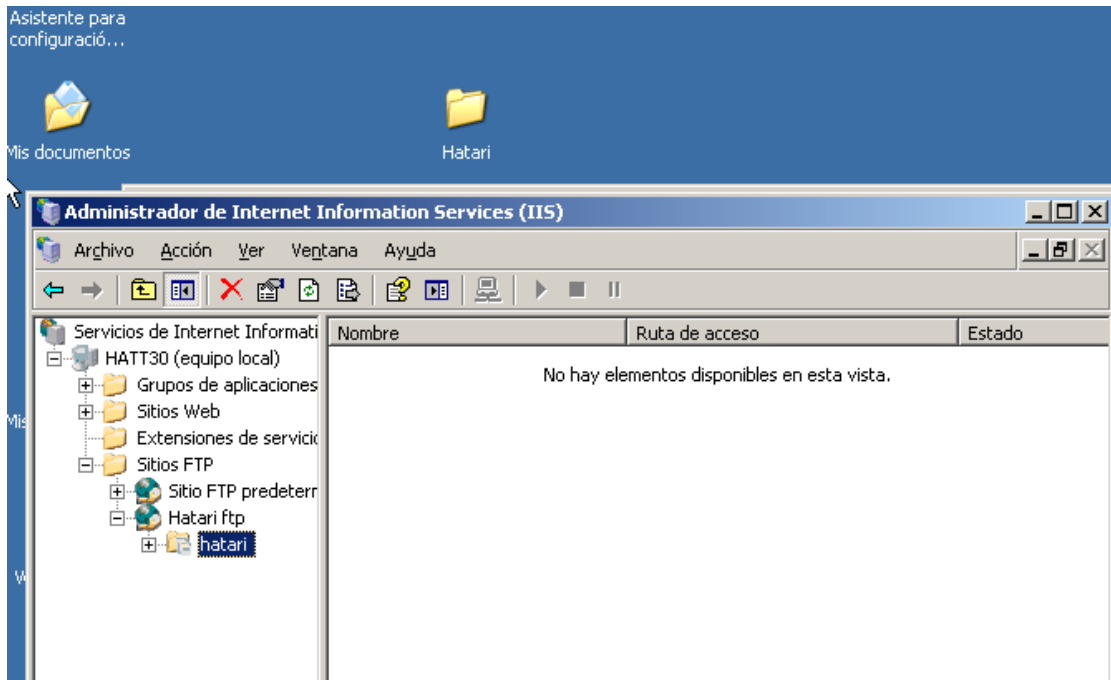 Asistente para
configuració...
Mis documentos
Hatari
Administrador de Internet Information Services (IIS)
Archivo Acción Ver Ventana Ayuda
Servicios de Internet Informati
HATT30 (equipo local)
Grupos de aplicaciones
Sitios Web
Extensiones de servicio
Sitios FTP
Sitio FTP predeterr
Hatari ftp
hatari
Nombre Ruta de acceso Estado
No hay elementos disponibles en esta vista.